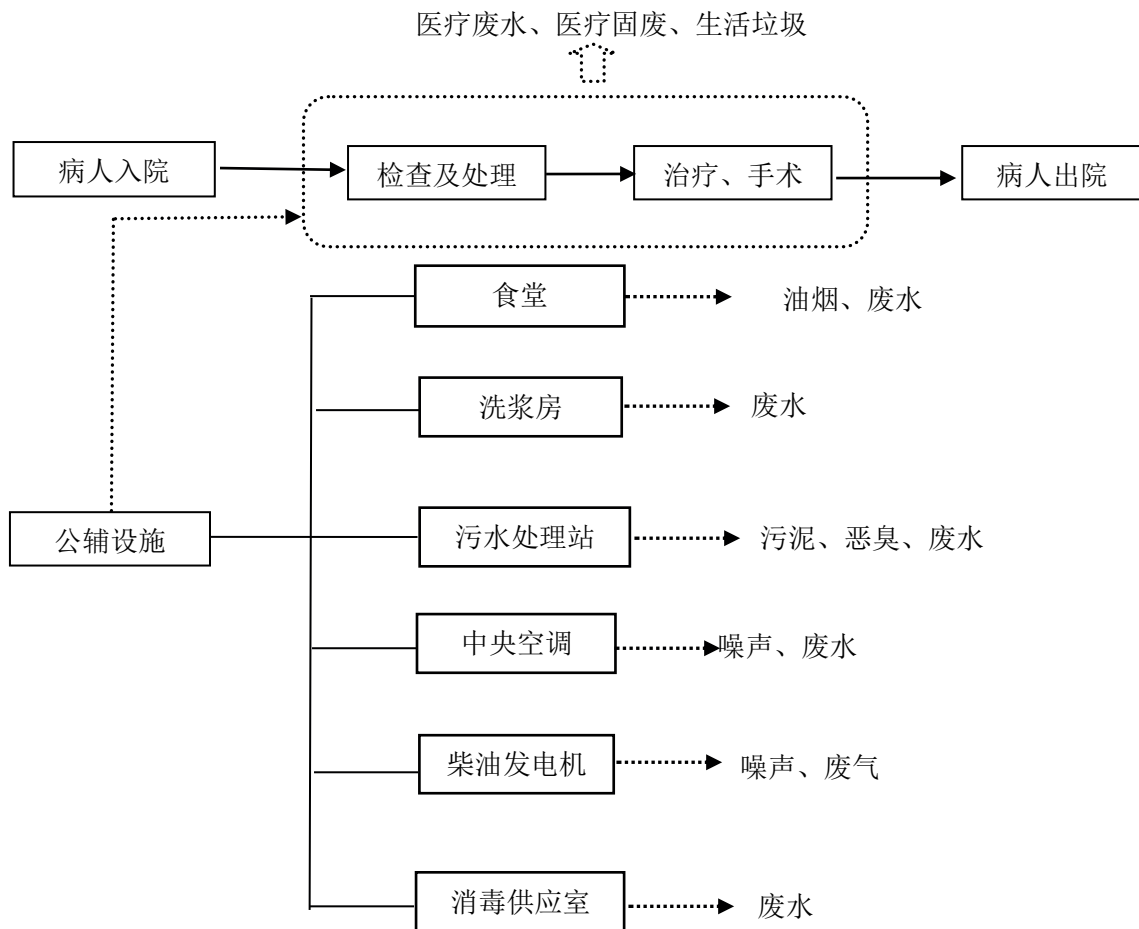 医疗废水、医疗固废、生活垃圾
病人入院
检查及处理
治疗、手术
病人出院
食堂
油烟、废水
洗浆房
废水
公辅设施
污水处理站
污泥、恶臭、废水
中央空调
噪声、废水
柴油发电机
噪声、废气
消毒供应室
废水